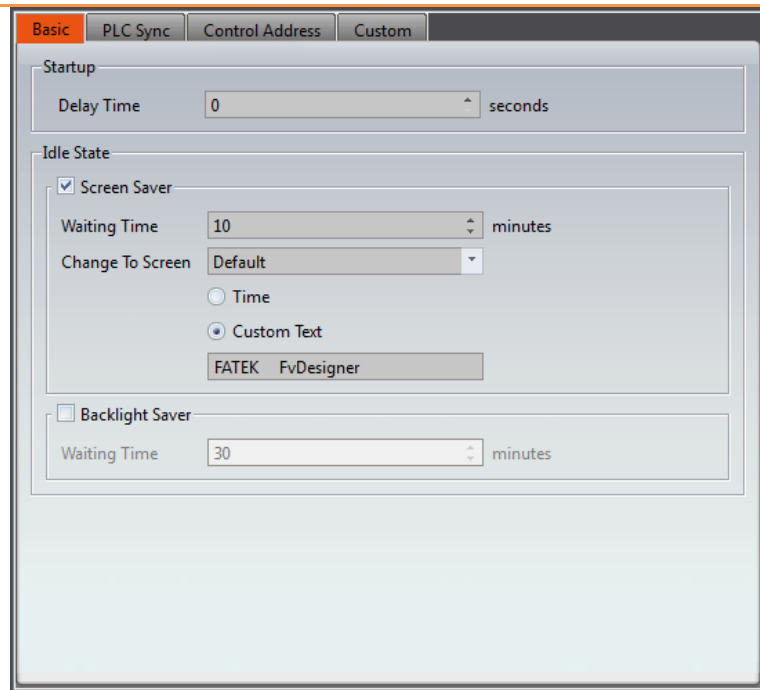 Basic PLC Sync Control Address Custom
Startup
Delay Time 0 seconds
Idle State
Screen Saver
Waiting Time 10 minutes
Change To Screen Default
Time
Custom Text
FATEK FvDesigner
Backlight Saver
Waiting Time 30 minutes